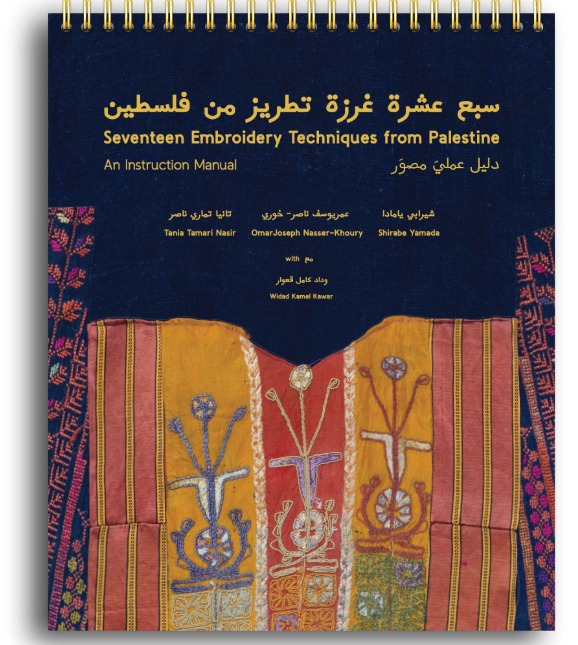 سبع عشرة غرزة تطريز من فلسطين
Seventeen Embroidery Techniques from Palestine
An Instruction Manual دليل عمليّ مصوّر
تانيا تماري ناصر عمريوسف ناصر- خوري شيرابي يامادا
Tania Tamari Nasir OmarJoseph Nasser-Khoury Shirabe Yamada
with مع
وداد كامل قعوار
Widad Kamel Kawar